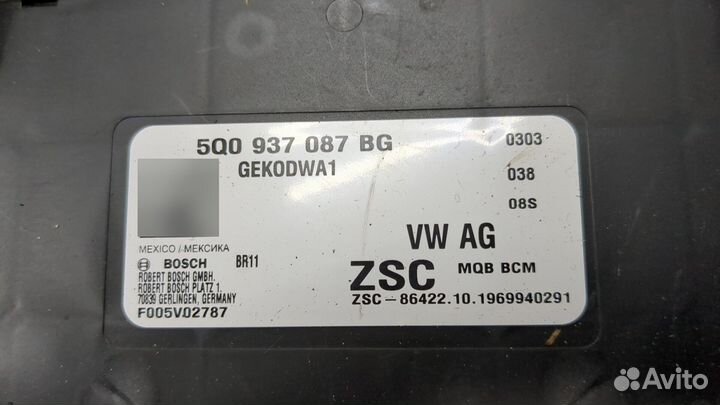 5Q0 937 087 BG
0303
GEKODWA1
038
08S
VW AG
MEXICO / МЕКСИКА
BOSCH BR11
ROBERT BOSCH GMBH.
ROBERT BOSCH PLATZ 1.
70839 GERLINGEN, GERMANY
F005V02787
ZSC MQB BCM
ZSC-86422.10.1969940291
Avito